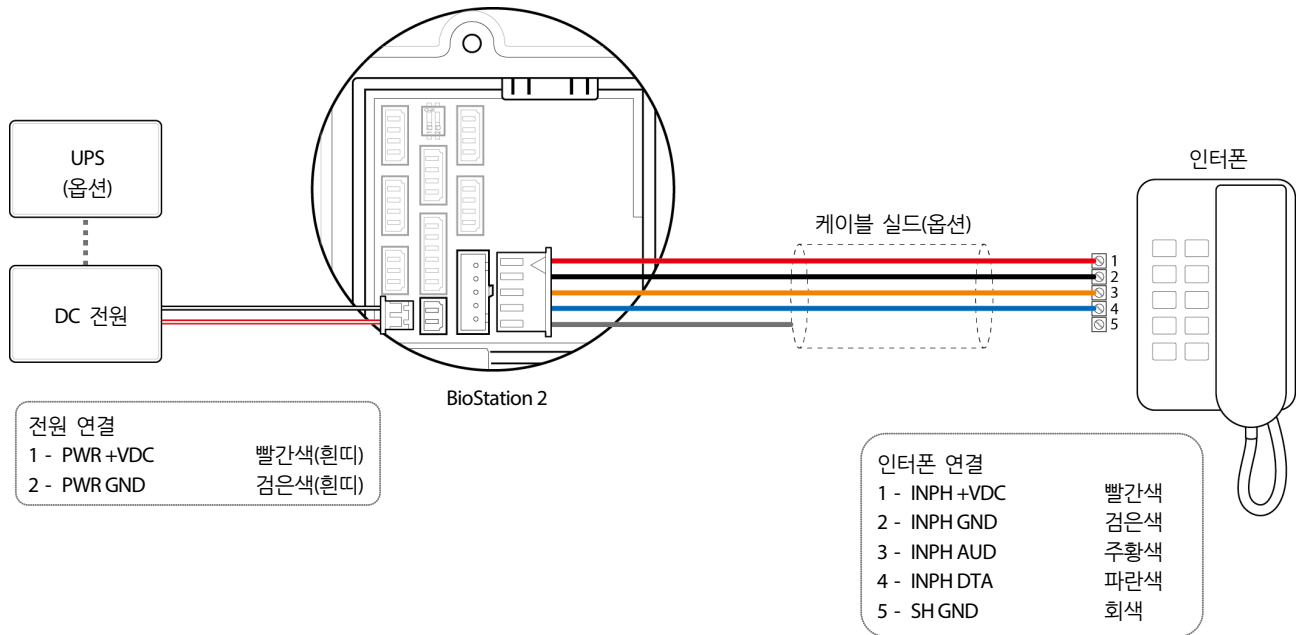 UPS
(옵션)
DC 전원
BioStation 2
케이블 실드(옵션)
인터폰
1
2
3
4
5
전원 연결
1 - PWR +VDC 빨간색(흰띠)
2 - PWR GND 검은색(흰띠)
인터폰 연결
1 - INPH +VDC 빨간색
2 - INPH GND 검은색
3 - INPH AUD 주황색
4 - INPH DTA 파란색
5 - SH GND 회색